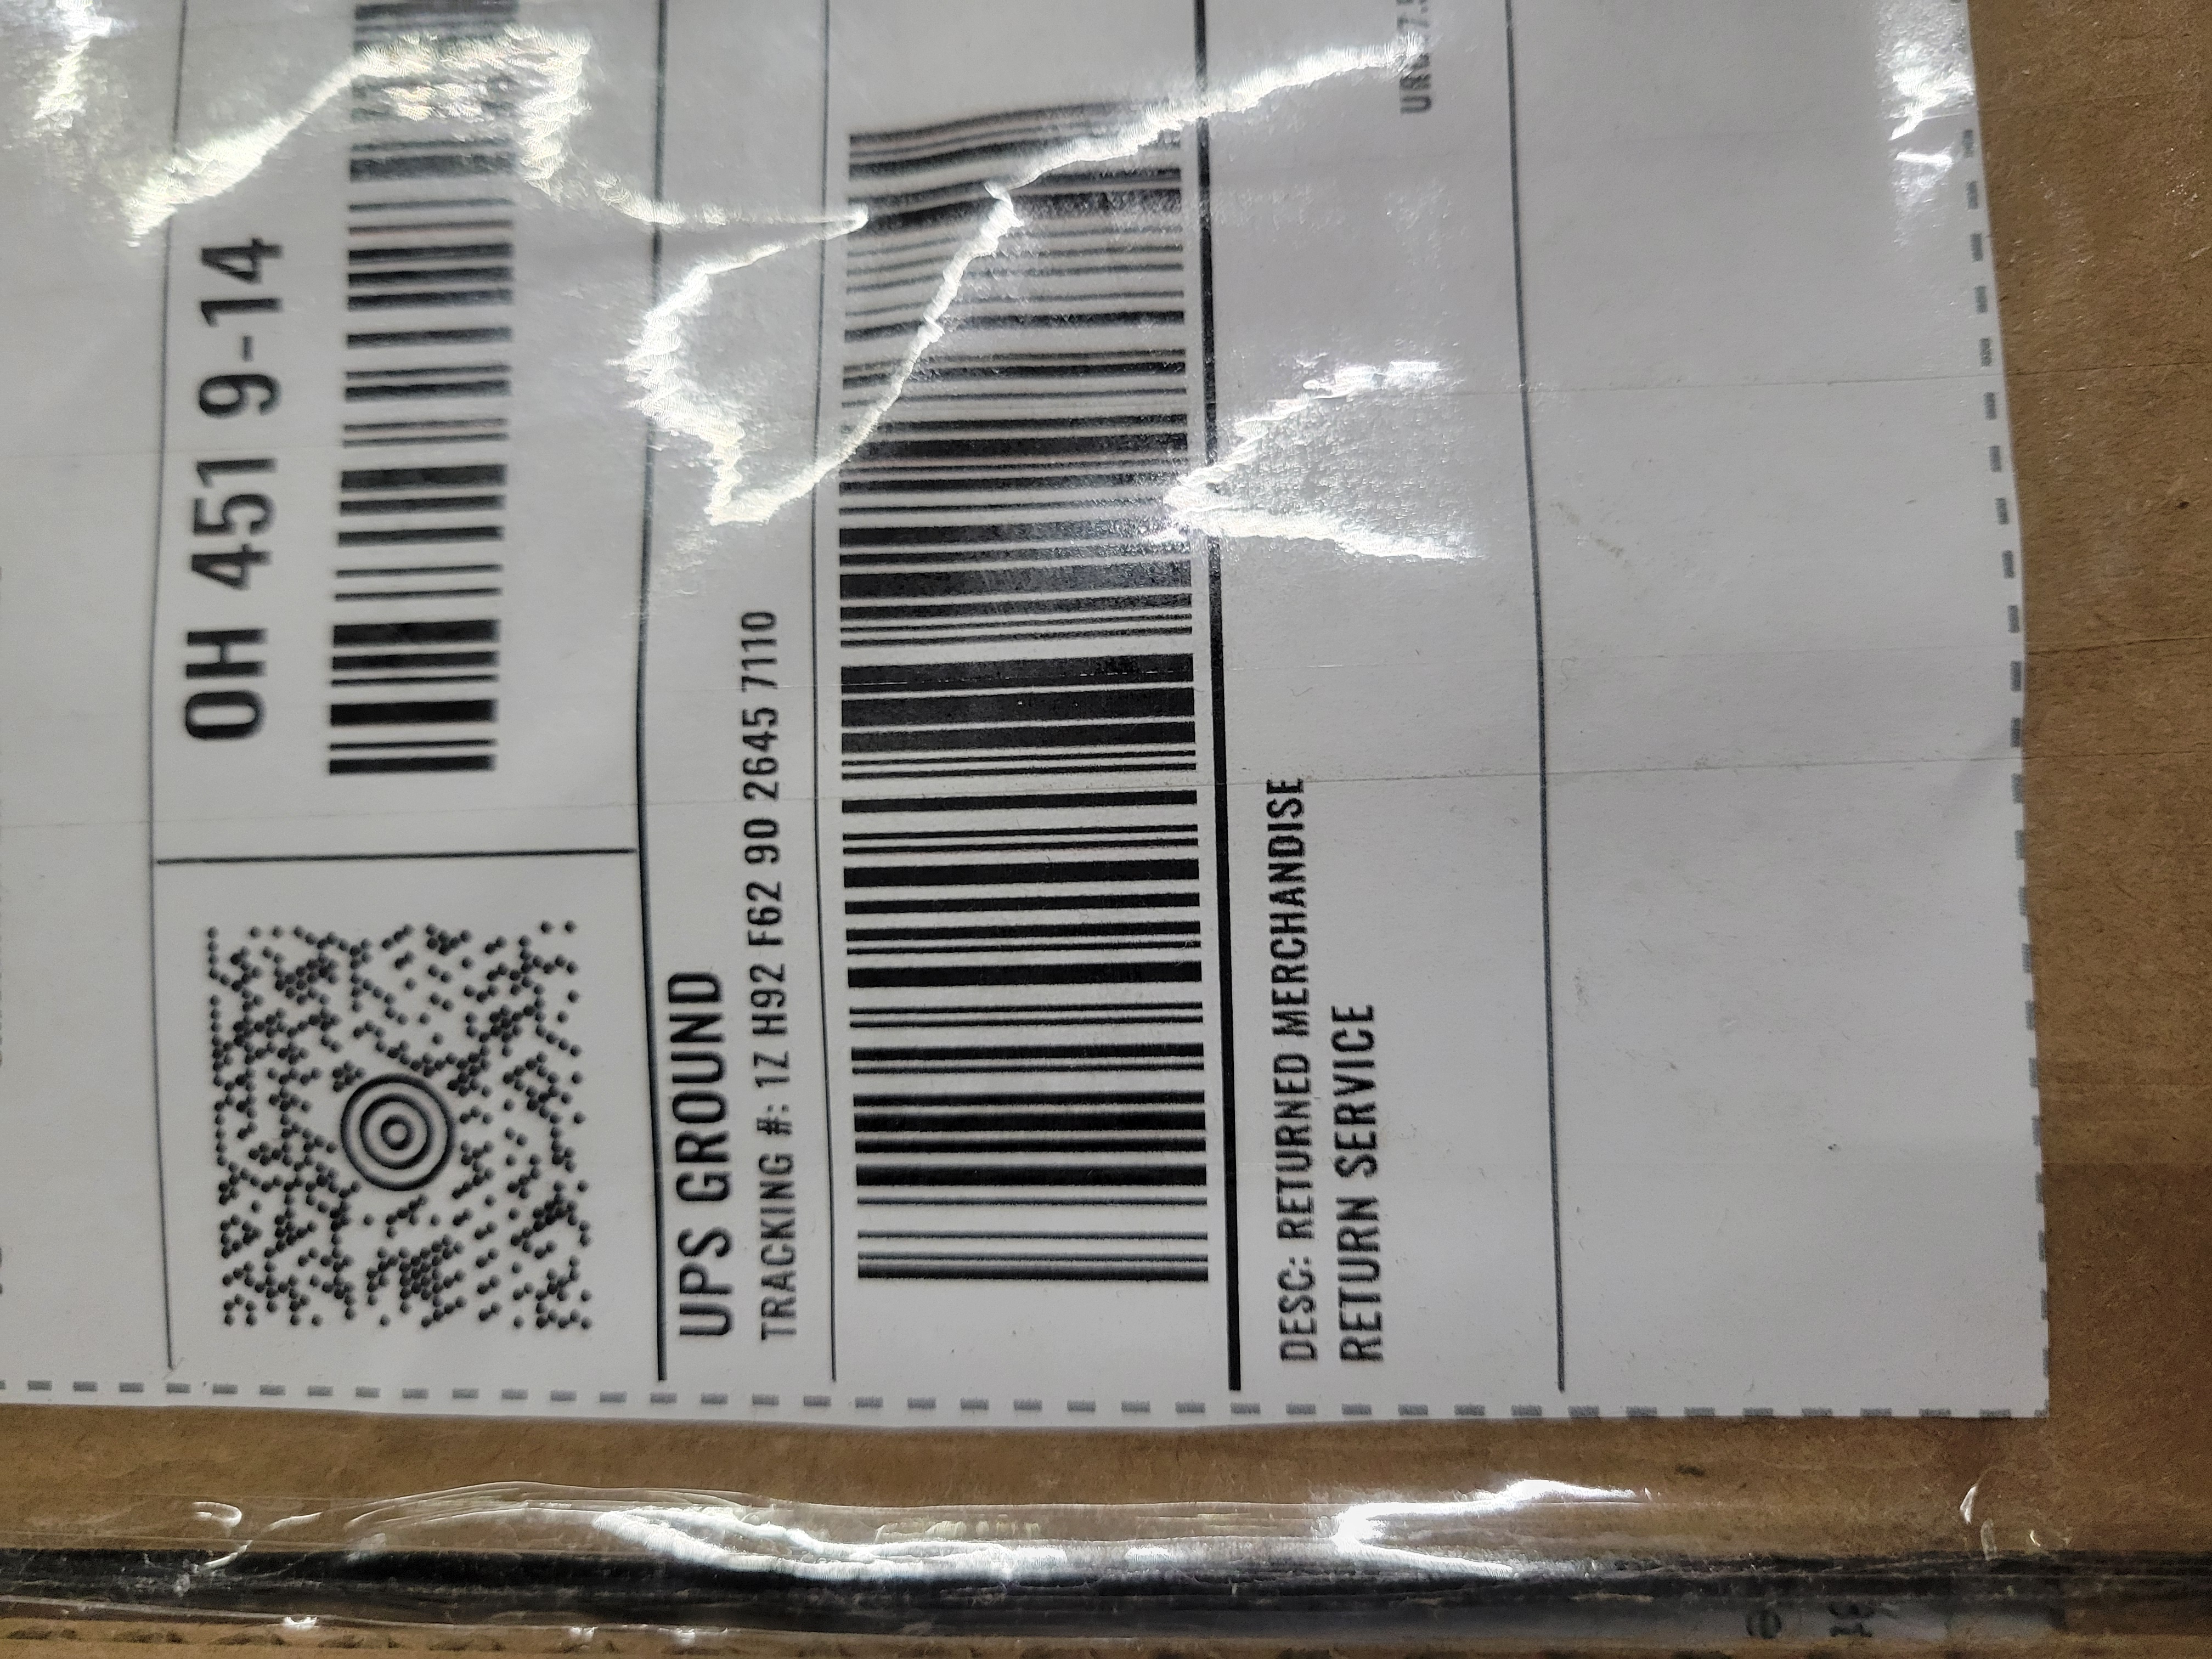 OH 451 9-14
UPS GROUND
TRACKING #: 1Z H92 F62 90 2645 7110
DESC: RETURNED MERCHANDISE
RETURN SERVICE